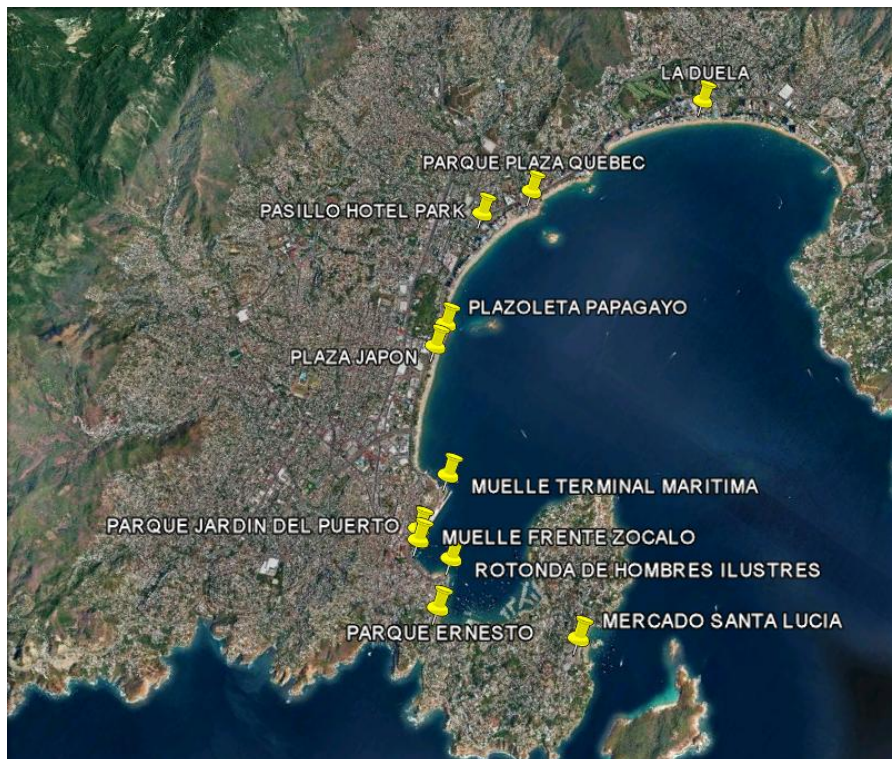 LA DUELA
PARQUE PLAZA QUEBEC
PASILLO HOTEL PARK
PLAZOLETA PAPAGAYO
PLAZA JAPON
MUELLE TERMINAL MARITIMA
PARQUE JARDIN DEL PUERTO
MUELLE FRENTE ZOCALO
ROTONDA DE HOMBRES ILUSTRES
MERCADO SANTA LUCIA
PARQUE ERNESTO